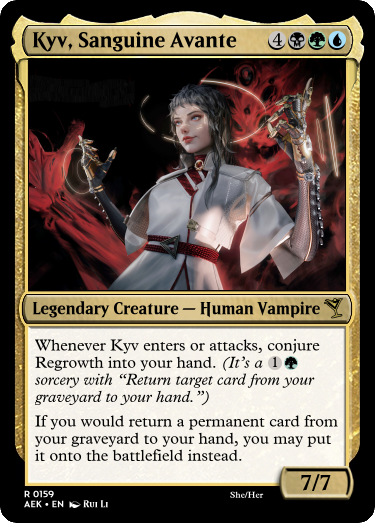 Kyv, Sanguine Avante 4
Legendary Creature — Human Vampire
Whenever Kyv enters or attacks, conjure
Regrowth into your hand. (It's a 1
sorcery with “Return target card from your
graveyard to your hand.”)
If you would return a permanent card from
your graveyard to your hand, you may put
it onto the battlefield instead.
7/7
R 0159
AEK • EN Rui Li
She/Her